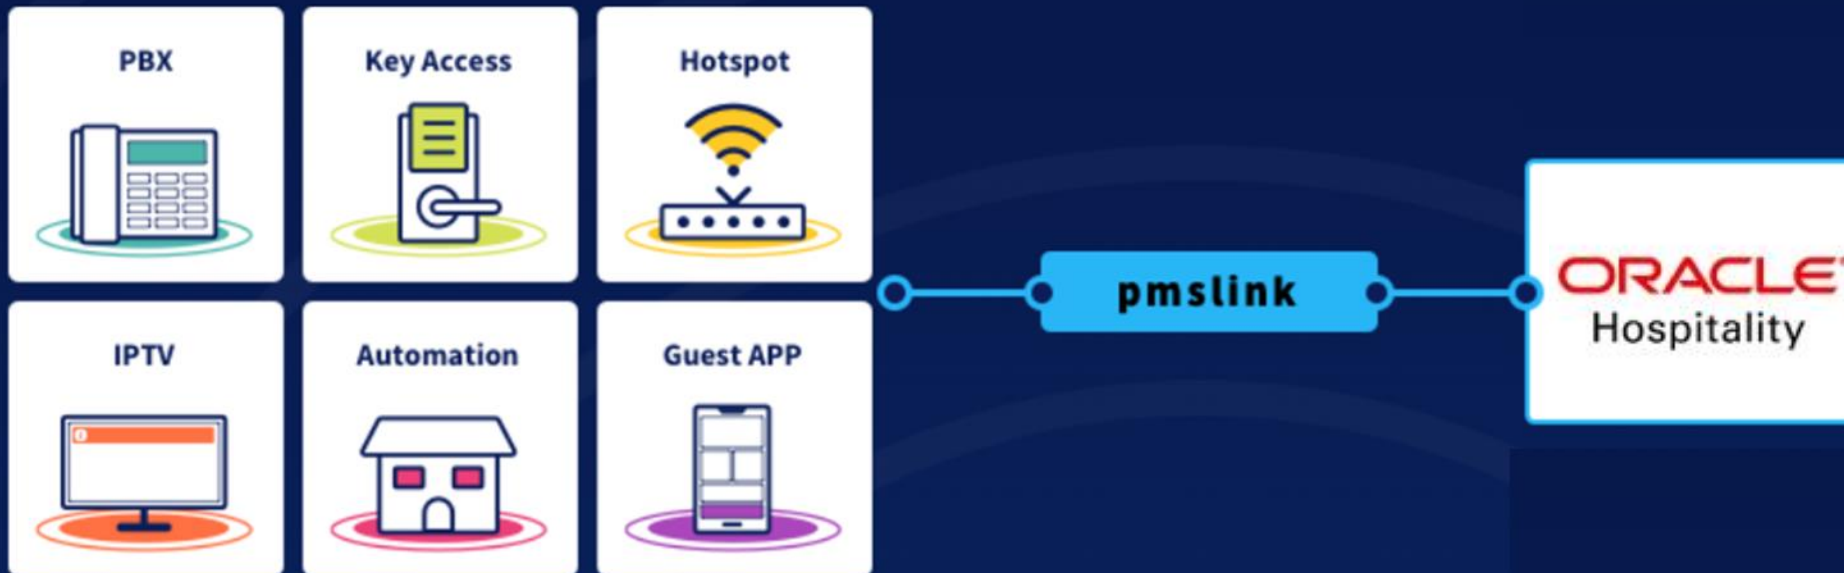 PBX
Key Access
Hotspot
IPTV
Automation
Guest APP
pmslink
ORACLE
Hospitality